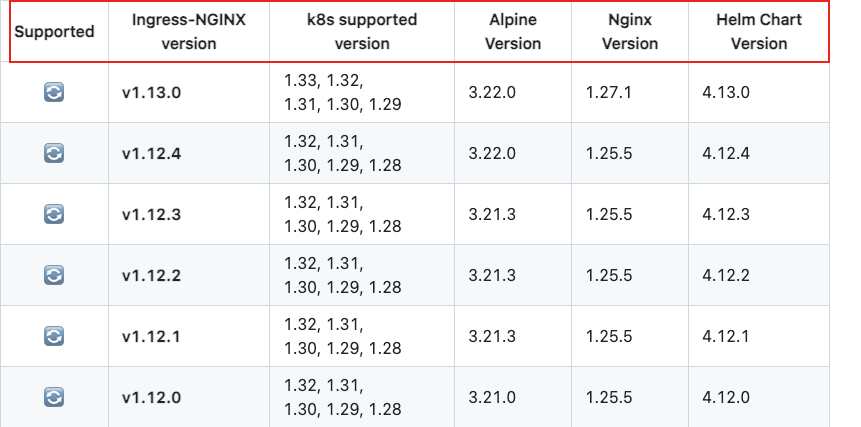 Supported
Ingress-NGINX
version
k8s supported
version
Alpine
Version
Nginx
Version
Helm Chart
Version
v1.13.0
1.33, 1.32,
1.31, 1.30, 1.29
3.22.0
1.27.1
4.13.0
v1.12.4
1.32, 1.31,
1.30, 1.29, 1.28
3.22.0
1.25.5
4.12.4
v1.12.3
1.32, 1.31,
1.30, 1.29, 1.28
3.21.3
1.25.5
4.12.3
v1.12.2
1.32, 1.31,
1.30, 1.29, 1.28
3.21.3
1.25.5
4.12.2
v1.12.1
1.32, 1.31,
1.30, 1.29, 1.28
3.21.3
1.25.5
4.12.1
v1.12.0
1.32, 1.31,
1.30, 1.29, 1.28
3.21.0
1.25.5
4.12.0